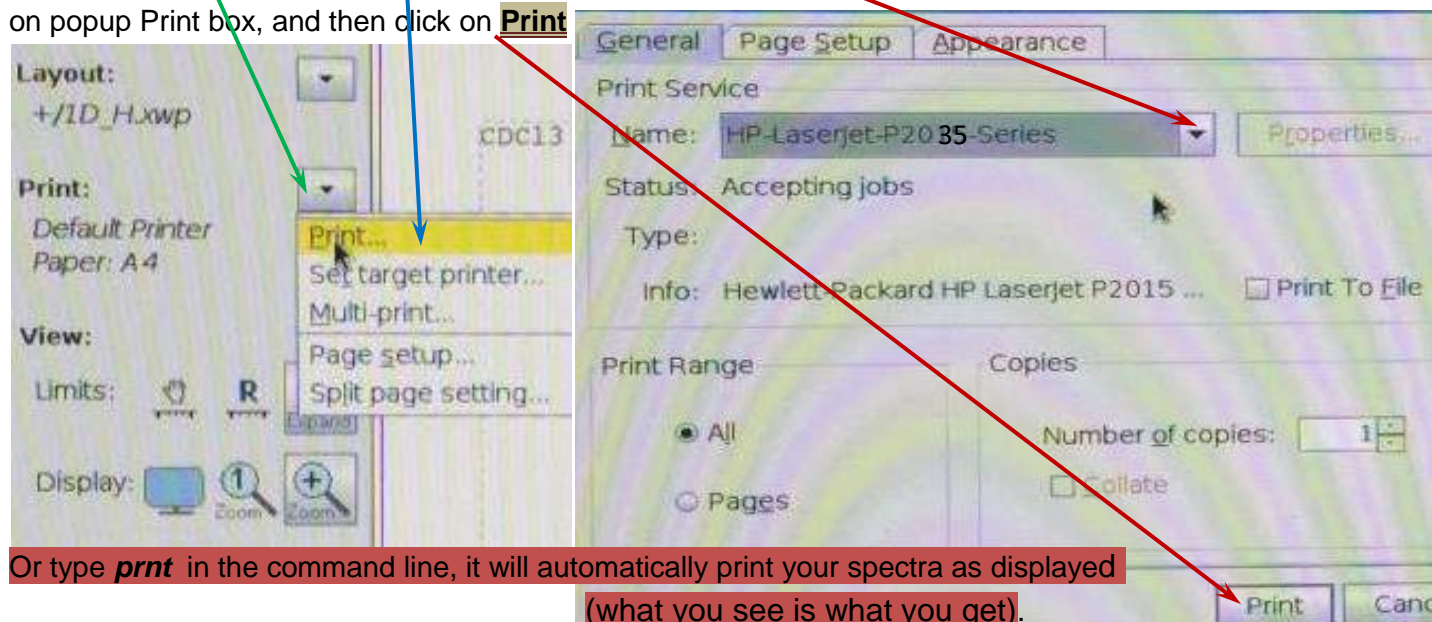 on popup Print box, and then click on Print
Layout:
+/1D_H.xwp
CDCl3
Print:
Default Printer
Paper: A4
Print...
Set target printer...
Multi-print...
Page setup...
Split page setting...
View:
Limits:
R
Expand
Display:
1
Zoom
+
Zoom
General
Page Setup
Appearance
Print Service
Name:
HP-LaserJet-P2035-Series
Properties...
Status:
Accepting jobs
Type:
Info:
Hewlett-Packard HP LaserJet P2015 ...
Print To File
Print Range
All
Pages
Copies
Number of copies:
1
Collate
Print
Canc
Or type prnt in the command line, it will automatically print your spectra as displayed
(what you see is what you get).